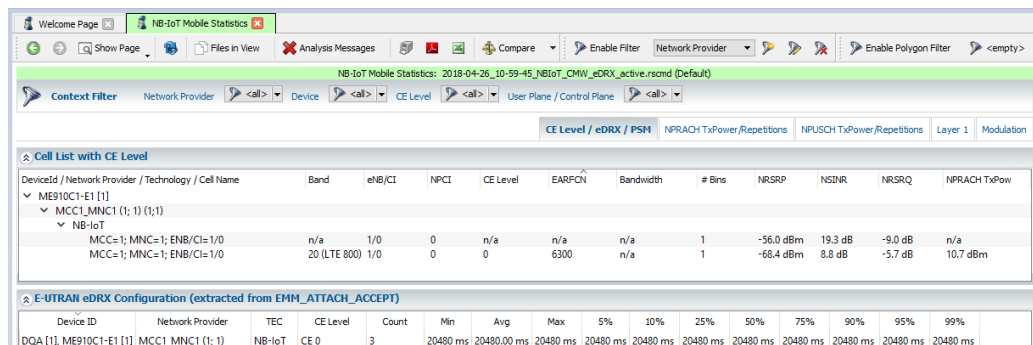 Welcome Page NB-IoT Mobile Statistics
Show Page Files in View Analysis Messages Compare Enable Filter Network Provider Enable Polygon Filter <empty>
NB-IoT Mobile Statistics: 2018-04-26_10-59-45_NBIoT_CMW_eDRX_active.rscmd (Default)
Context Filter Network Provider <all> Device <all> CE Level <all> User Plane / Control Plane <all>
CE Level / eDRX / PSM NPRACH TxPower/Repetitions NPUSCH TxPower/Repetitions Layer 1 Modulation
Cell List with CE Level
DeviceId / Network Provider / Technology / Cell Name Band eNB/CI NPCI CE Level EARFCN Bandwidth # Bins NRSRP NSINR NRSRQ NPRACH TxPow
ME910C1-E1 [1]
MCC1_MNC1 (1; 1) (1;1)
NB-IoT
MCC=1; MNC=1; ENB/CI=1/0 n/a 1/0 0 n/a n/a n/a 1 -56.0 dBm 19.3 dB -9.0 dB n/a
MCC=1; MNC=1; ENB/CI=1/0 20 (LTE 800) 1/0 0 0 6300 n/a 1 -68.4 dBm 8.8 dB -5.7 dB 10.7 dBm
E-UTRAN eDRX Configuration (extracted from EMM_ATTACH_ACCEPT)
Device ID Network Provider TEC CE Level Count Min Avg Max 5% 10% 25% 50% 75% 90% 95% 99%
DQA [1], ME910C1-E1 [1] MCC1_MNC1 (1; 1) NB-IoT CE 0 3 20480 ms 20480.00 ms 20480 ms 20480 ms 20480 ms 20480 ms 20480 ms 20480 ms 20480 ms 20480 ms 20480 ms